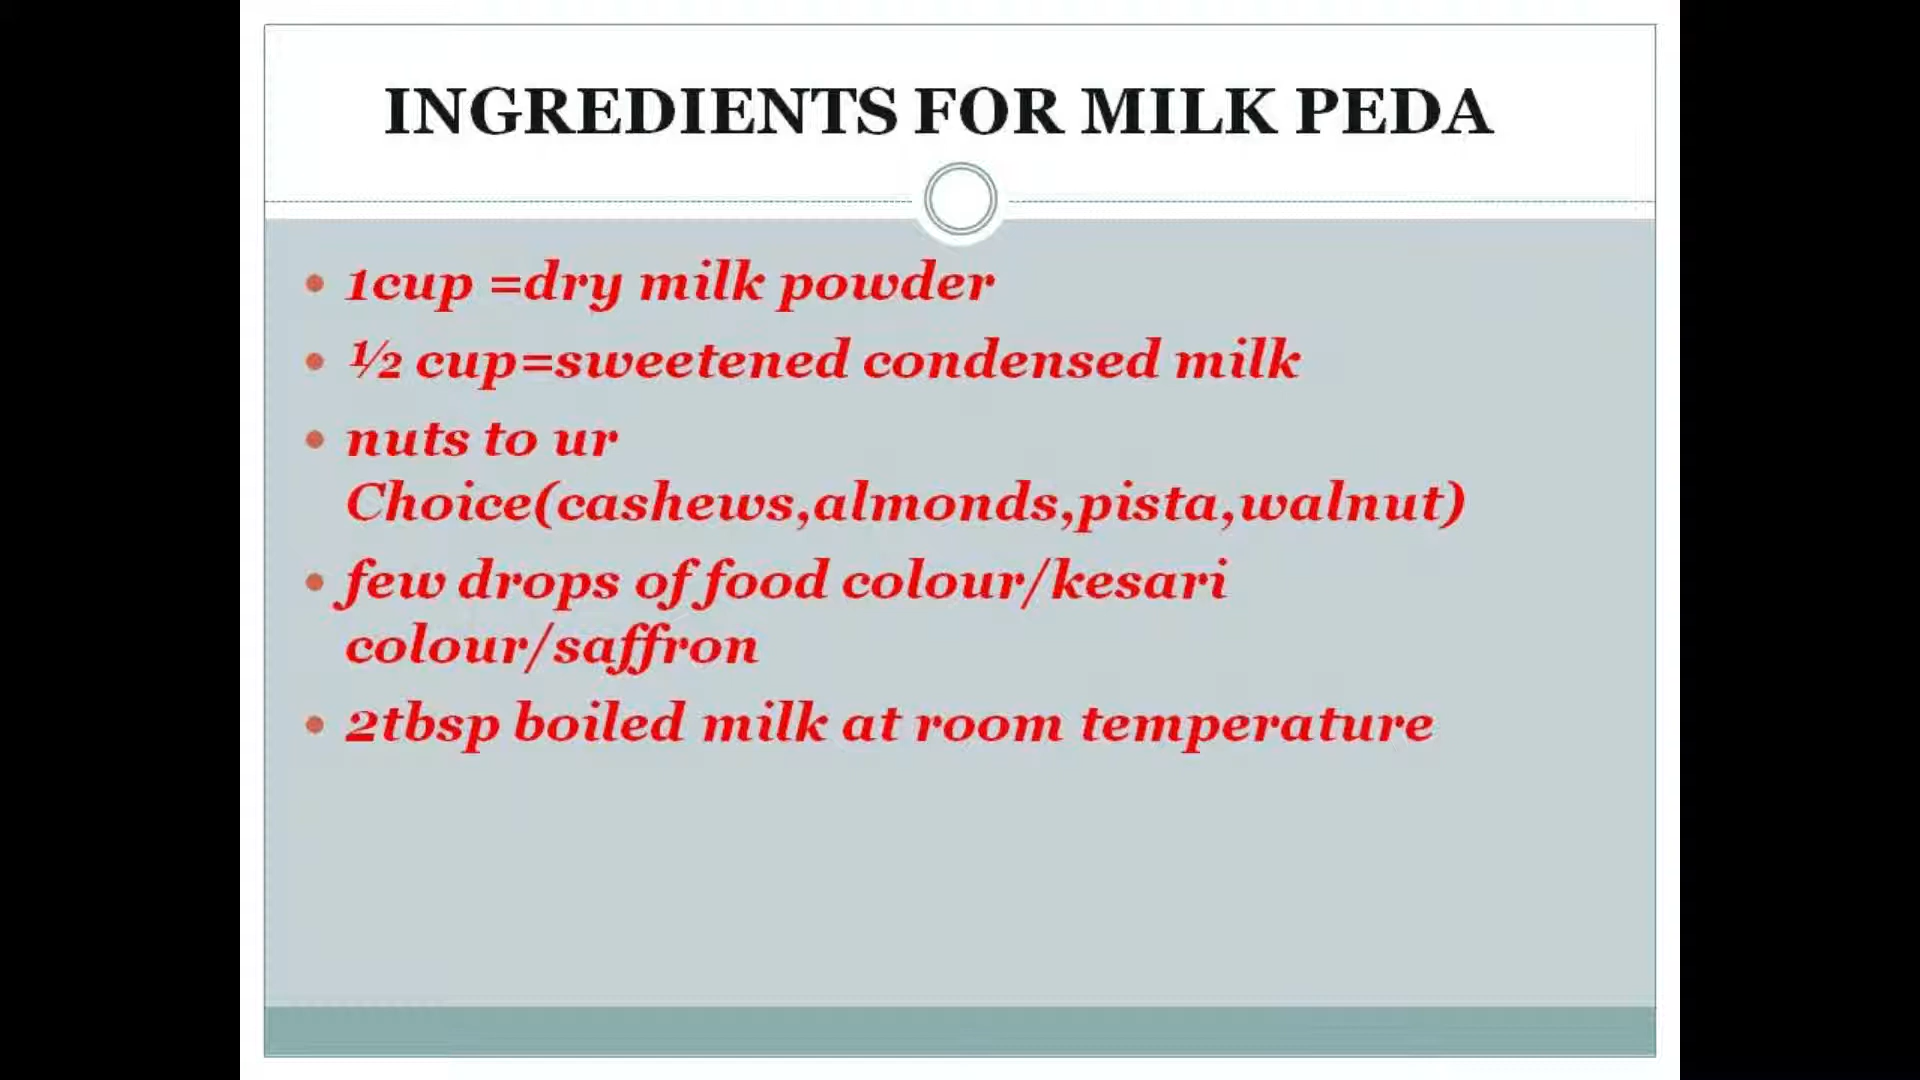 INGREDIENTS FOR MILK PEDA
1cup =dry milk powder
½ cup=sweetened condensed milk
nuts to ur
Choice(cashews,almonds,pista,walnut)
few drops of food colour/kesari
colour/saffron
2tbsp boiled milk at room temperature